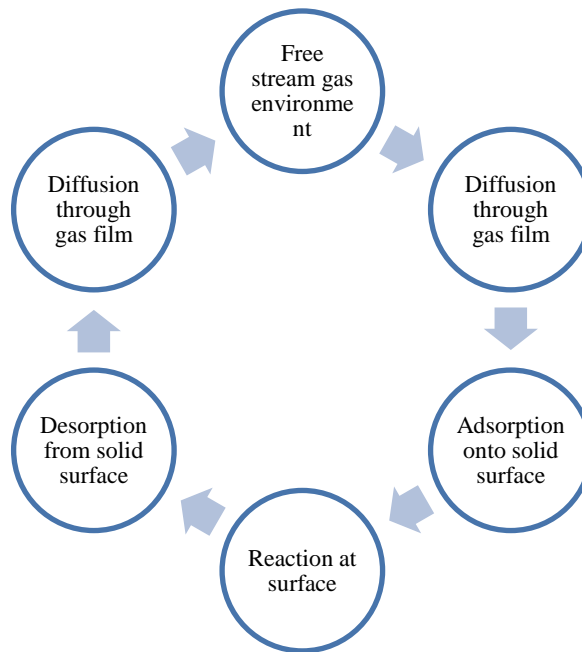 Free
stream gas
environme
nt
Diffusion
through
gas film
Adsorption
onto solid
surface
Reaction at
surface
Desorption
from solid
surface
Diffusion
through
gas film